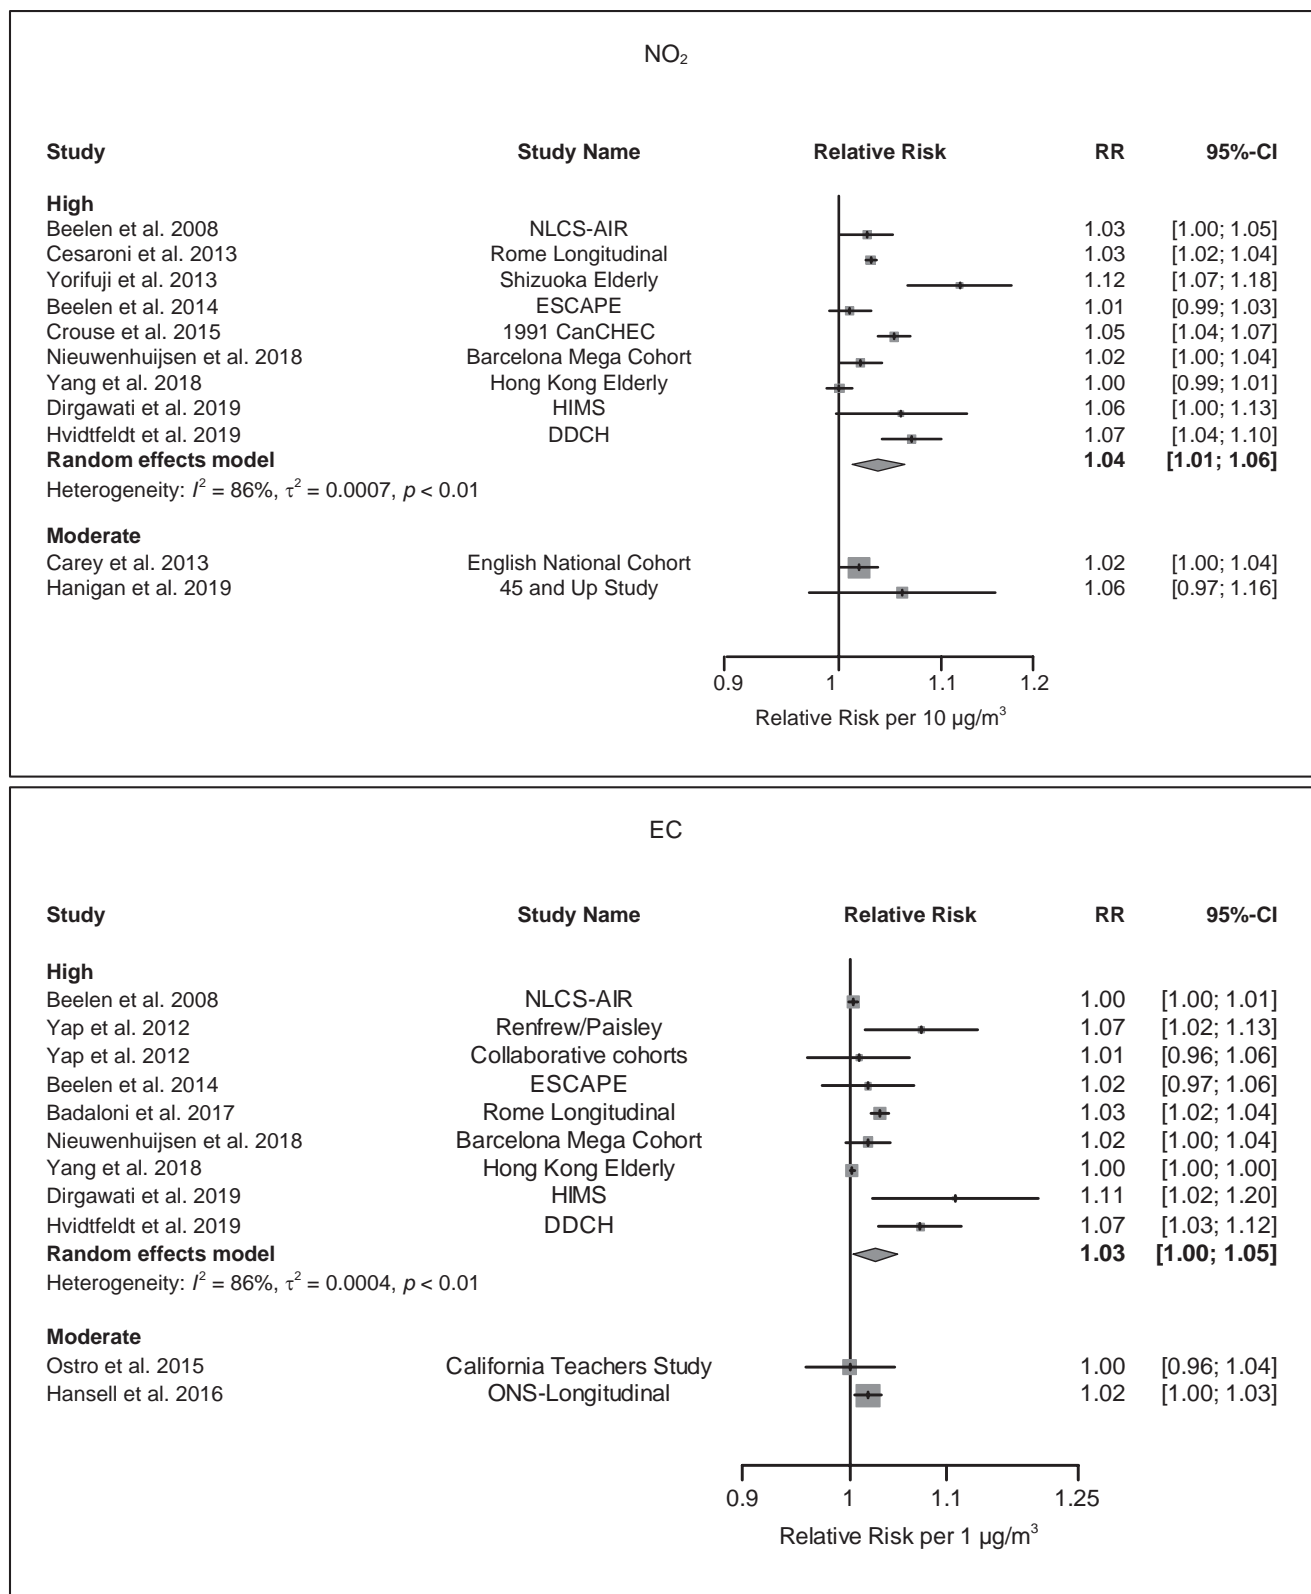 NO₂
Study Study Name Relative Risk RR 95%-CI
High
Beelen et al. 2008 NLCS-AIR 1.03 [1.00; 1.05]
Cesaroni et al. 2013 Rome Longitudinal 1.03 [1.02; 1.04]
Yorifuji et al. 2013 Shizuoka Elderly 1.12 [1.07; 1.18]
Beelen et al. 2014 ESCAPE 1.01 [0.99; 1.03]
Crouse et al. 2015 1991 CanCHEC 1.05 [1.04; 1.07]
Nieuwenhuijsen et al. 2018 Barcelona Mega Cohort 1.02 [1.00; 1.04]
Yang et al. 2018 Hong Kong Elderly 1.00 [0.99; 1.01]
Dirgawati et al. 2019 HIMS 1.06 [1.00; 1.13]
Hvidtfeldt et al. 2019 DDCH 1.07 [1.04; 1.10]
Random effects model 1.04 [1.01; 1.06]
Heterogeneity: I² = 86%, τ² = 0.0007, p < 0.01
Moderate
Carey et al. 2013 English National Cohort 1.02 [1.00; 1.04]
Hanigan et al. 2019 45 and Up Study 1.06 [0.97; 1.16]
0.9 1 1.1 1.2
Relative Risk per 10 µg/m³
EC
Study Study Name Relative Risk RR 95%-CI
High
Beelen et al. 2008 NLCS-AIR 1.00 [1.00; 1.01]
Yap et al. 2012 Renfrew/Paisley 1.07 [1.02; 1.13]
Yap et al. 2012 Collaborative cohorts 1.01 [0.96; 1.06]
Beelen et al. 2014 ESCAPE 1.02 [0.97; 1.06]
Badaloni et al. 2017 Rome Longitudinal 1.03 [1.02; 1.04]
Nieuwenhuijsen et al. 2018 Barcelona Mega Cohort 1.02 [1.00; 1.04]
Yang et al. 2018 Hong Kong Elderly 1.00 [1.00; 1.00]
Dirgawati et al. 2019 HIMS 1.11 [1.02; 1.20]
Hvidtfeldt et al. 2019 DDCH 1.07 [1.03; 1.12]
Random effects model 1.03 [1.00; 1.05]
Heterogeneity: I² = 86%, τ² = 0.0004, p < 0.01
Moderate
Ostro et al. 2015 California Teachers Study 1.00 [0.96; 1.04]
Hansell et al. 2016 ONS-Longitudinal 1.02 [1.00; 1.03]
0.9 1 1.1 1.25
Relative Risk per 1 µg/m³